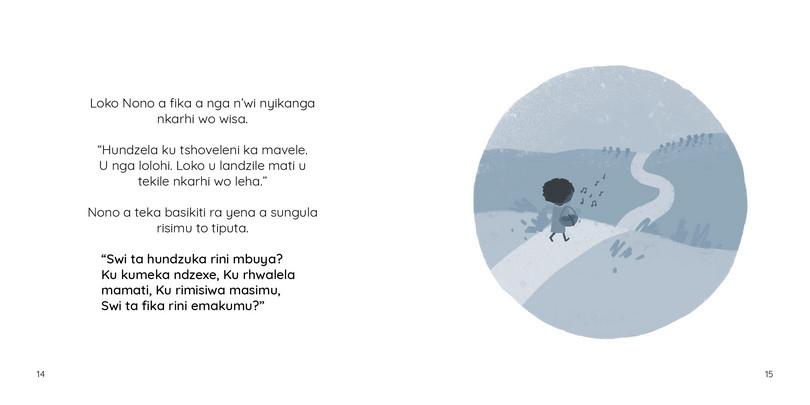 Loko Nono a fika a nga n’wi nyikanga
nkarhi wo wisa.
“Hundzela ku tshoveleni ka mavele.
U nga lolohi. Loko u landzile mati u
tekile nkarhi wo leha.”
Nono a teka basikiti ra yena a sungula
risimu to tiputa.
“Swi ta hundzuka rini mbuya?
Ku kumeka ndzexe, Ku rhwalela
mamati, Ku rimisiwa masimu,
Swi ta fika rini emakumu?”
14
15